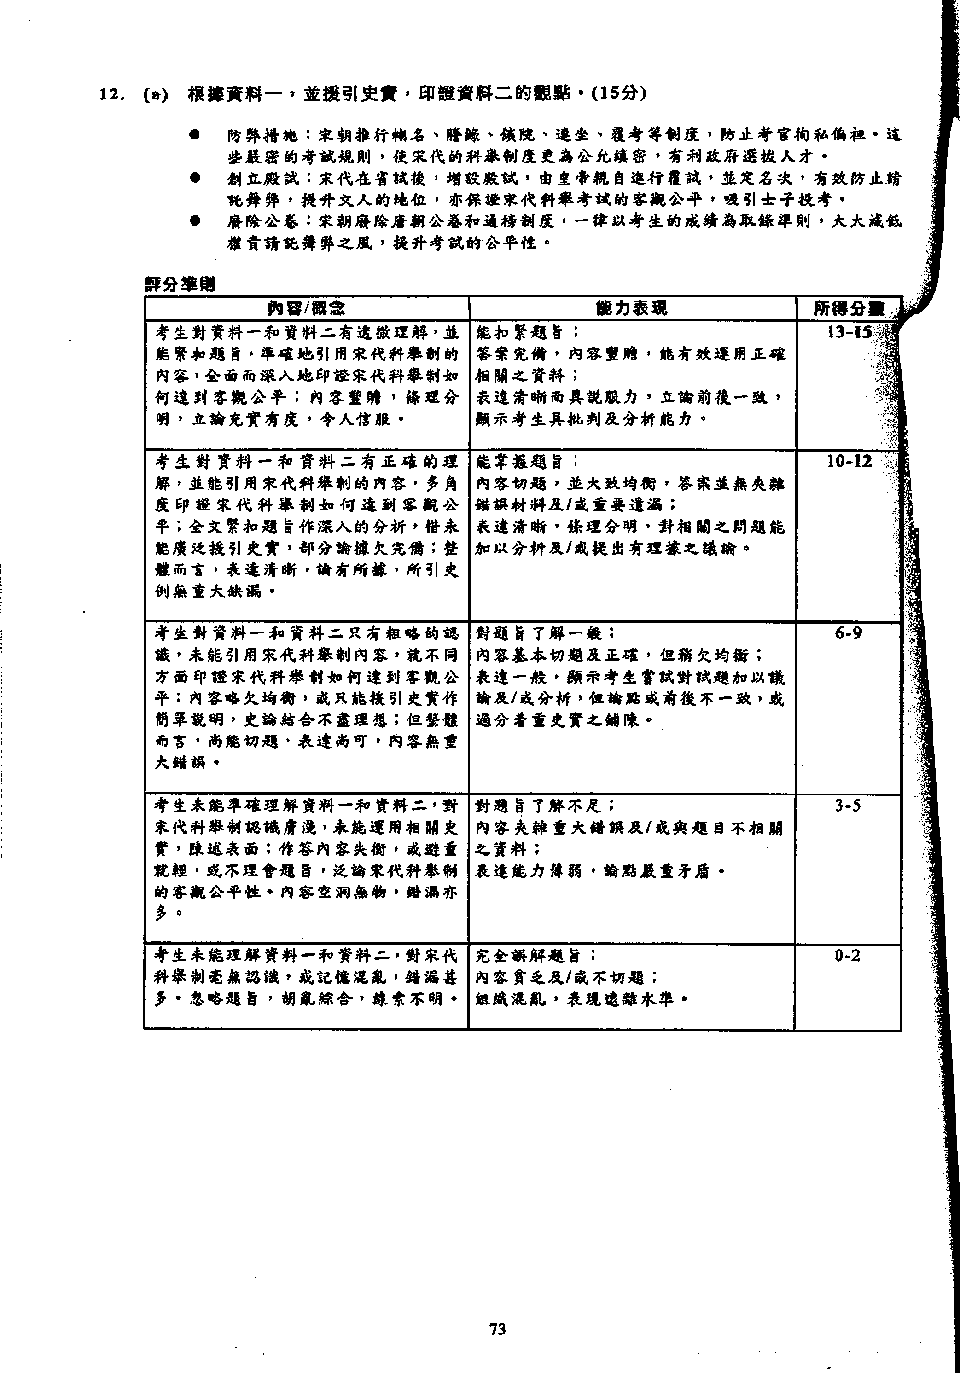 12. (a) 根據資料一，並援引史實，印證資料二的觀點。(15分)
● 防弊措施：宋朝推行糊名、謄錄、鎖院、連坐、覆考等制度，防止考官徇私偏袒。這
些嚴密的考試規則，使宋代的科舉制度更為公允縝密，有利政府選拔人才。
● 創立殿試：宋代在省試後，增設殿試，由皇帝親自進行覆試，並定名次，有效防止請
託舞弊，提升文人的地位，亦保證宋代科舉考試的客觀公平，吸引士子投考。
● 廢除公卷：宋朝廢除唐朝公卷和通榜制度，一律以考生的成績為取錄準則，大大減低
權貴請託舞弊之風，提升考試的公平性。
評分準則
內容/概念 能力表現 所得分數
考生對資料一和資料二有透徹理解，並
能緊扣題旨，準確地引用宋代科舉制的
內容，全面而深入地印證宋代科舉制如
何達到客觀公平；內容豐贍，條理分
明，立論充實有度，令人信服。
能扣緊題旨；
答案完備，內容豐贍，能有效運用正確
相關之資料；
表達清晰而具說服力，立論前後一致，
顯示考生具批判及分析能力。
13-15
考生對資料一和資料二有正確的理
解，並能引用宋代科舉制的內容，多角
度印證宋代科舉制如何達到客觀公
平；全文緊扣題旨作深入的分析，惜未
能廣泛援引史實，部分論據欠完備；整
體而言，表達清晰，論有所據，所引史
例無重大缺漏。
能掌握題旨；
內容切題，並大致均衡，答案並無夾雜
錯誤材料及/或重要遺漏；
表達清晰，條理分明，對相關之問題能
加以分析及/或提出有理據之議論。
10-12
考生對資料一和資料二只有粗略的認
識，未能引用宋代科舉制內容，就不同
方面印證宋代科舉制如何達到客觀公
平；內容略欠均衡，或只能援引史實作
簡單說明，史論結合不盡理想；但整體
而言，尚能切題，表達尚可，內容無重
大錯誤。
對題旨了解一般；
內容基本切題及正確，但稍欠均衡；
表達一般，顯示考生嘗試對試題加以議
論及/或分析，但論點或前後不一致，或
過分着重史實之鋪陳。
6-9
考生未能準確理解資料一和資料二，對
宋代科舉制認識膚淺，未能運用相關史
實，陳述表面；作答內容失衡，或避重
就輕，或不理會題旨，泛論宋代科舉制
的客觀公平性。內容空洞無物，錯漏亦
多。
對題旨了解不足；
內容夾雜重大錯誤及/或與題目不相關
之資料；
表達能力薄弱，論點嚴重矛盾。
3-5
考生未能理解資料一和資料二，對宋代
科舉制毫無認識，或記憶混亂，錯漏甚
多。忽略題旨，胡亂綜合，線索不明。
完全誤解題旨；
內容貧乏及/或不切題；
組織混亂，表現遠離水準。
0-2
73